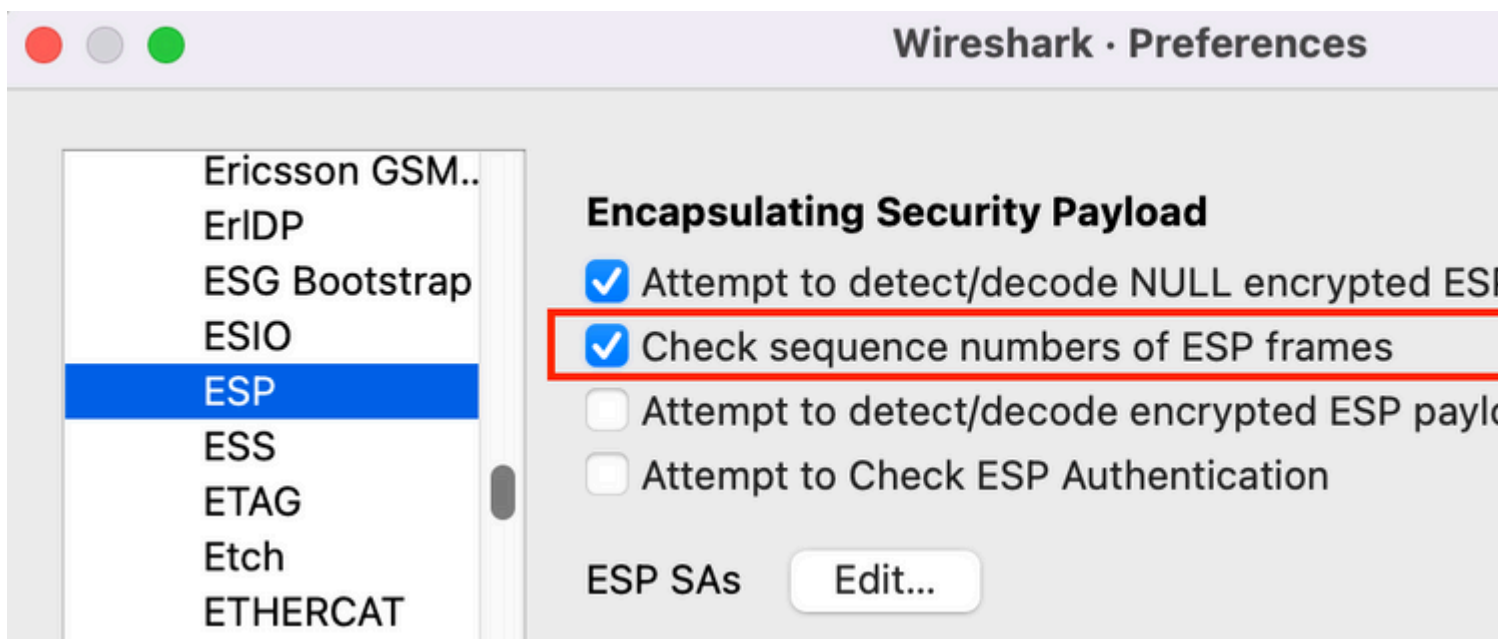 Wireshark · Preferences
Ericsson GSM..
ErlDP
ESG Bootstrap
ESIO
ESP
ESS
ETAG
Etch
ETHERCAT
Encapsulating Security Payload
Attempt to detect/decode NULL encrypted ESP
Check sequence numbers of ESP frames
Attempt to detect/decode encrypted ESP
Attempt to Check ESP Authentication
ESP SAs Edit...